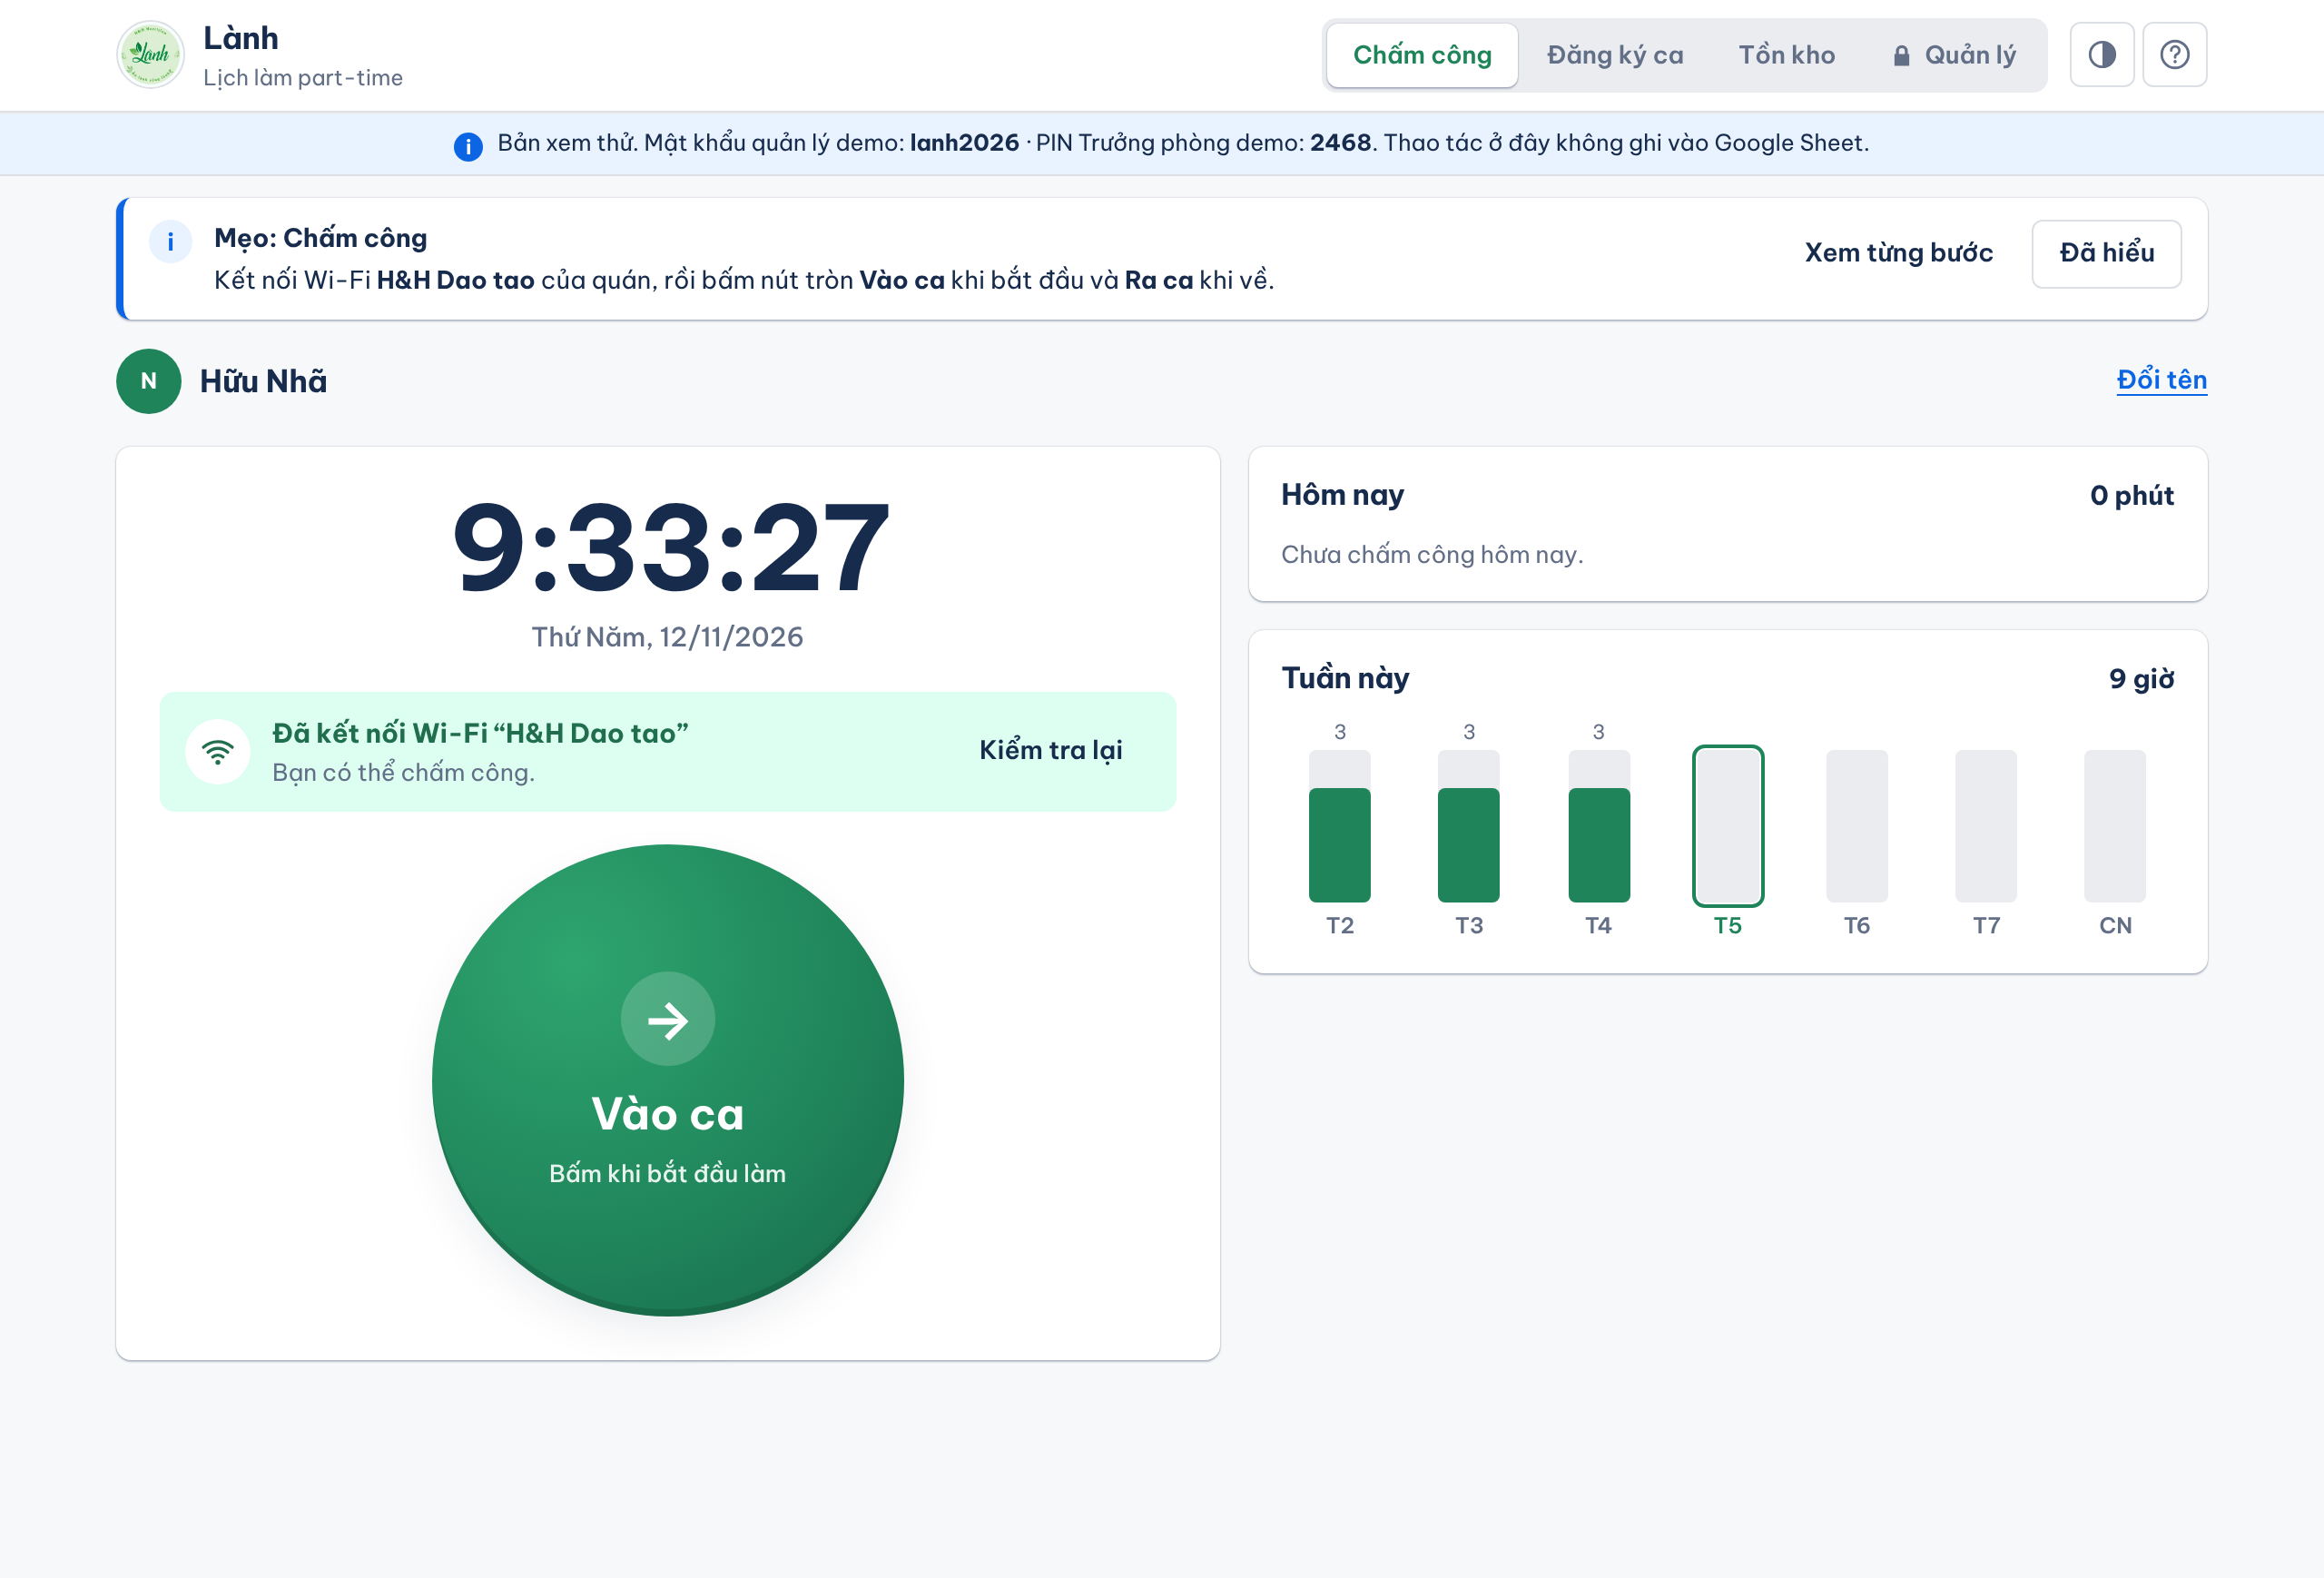 Lành
Lành
Lịch làm part-time
Chấm công
Đăng ký ca
Tồn kho
Quản lý
Bản xem thử. Mật khẩu quản lý demo: lanh2026 · PIN Trưởng phòng demo: 2468. Thao tác ở đây không ghi vào Google Sheet.
Mẹo: Chấm công
Kết nối Wi-Fi H&H Dao tao của quán, rồi bấm nút tròn Vào ca khi bắt đầu và Ra ca khi về.
Xem từng bước
Đã hiểu
N
Hữu Nhã
Đổi tên
9:33:27
Thứ Năm, 12/11/2026
Đã kết nối Wi-Fi “H&H Dao tao”
Bạn có thể chấm công.
Kiểm tra lại
Vào ca
Bấm khi bắt đầu làm
Hôm nay
0 phút
Chưa chấm công hôm nay.
Tuần này
9 giờ
3 3 3
T2 T3 T4 T5 T6 T7 CN